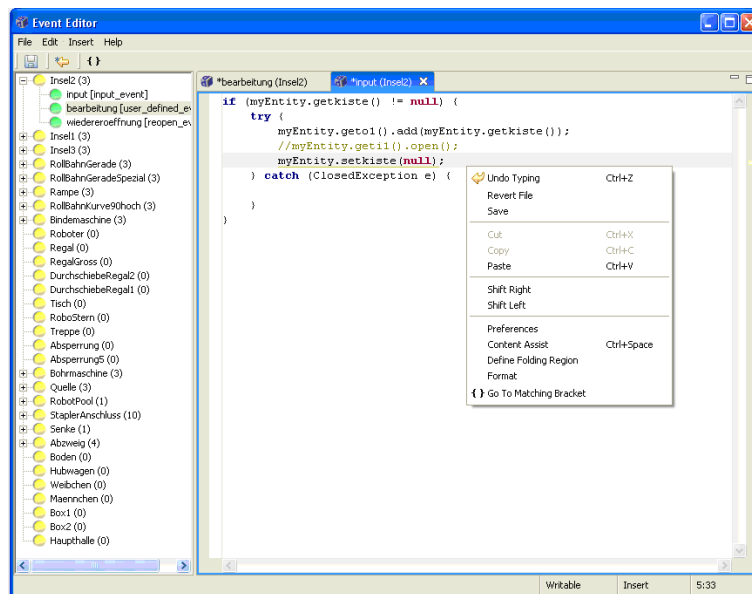 Event Editor
File Edit Insert Help
{ }
Insel2 (3)
input [input_event]
bearbeitung [user_defined_ev
wiedereroeffnung [reopen_ev
Insel1 (3)
Insel3 (3)
RollBahnGerade (3)
RollBahnGeradeSpezial (3)
Rampe (3)
RollBahnKurve90hoch (3)
Bindemaschine (3)
Roboter (0)
Regal (0)
RegalGross (0)
DurchschiebeRegal2 (0)
DurchschiebeRegal1 (0)
Tisch (0)
RoboStern (0)
Treppe (0)
Absperrung (0)
Absperrung5 (0)
Bohrmaschine (3)
Quelle (3)
RobotPool (1)
StaplerAnschluss (10)
Senke (1)
Abzweig (4)
Boden (0)
Hubwagen (0)
Weibchen (0)
Maennchen (0)
Box1 (0)
Box2 (0)
Haupthalle (0)
*bearbeitung (Insel2) *input (Insel2)
if (myEntity.getkiste() != null) {
try {
myEntity.geto1().add(myEntity.getkiste());
//myEntity.geti1().open();
myEntity.setkiste(null);
} catch (ClosedException e) {
}
}
Undo Typing Ctrl+Z
Revert File
Save
Cut Ctrl+X
Copy Ctrl+C
Paste Ctrl+V
Shift Right
Shift Left
Preferences
Content Assist Ctrl+Space
Define Folding Region
Format
{ } Go To Matching Bracket
Writable Insert 5:33